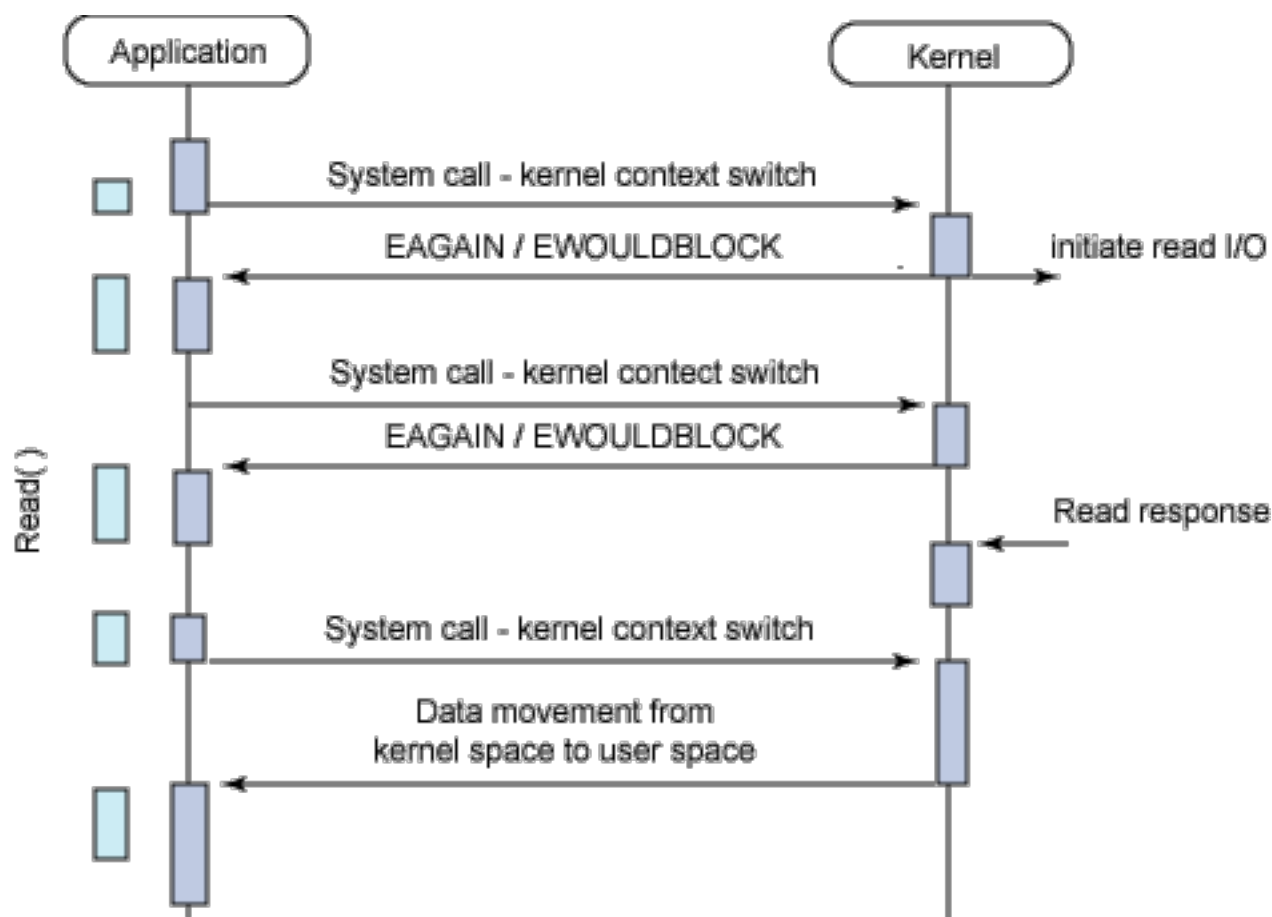 Application
Kernel
System call - kernel context switch
EAGAIN / EWOULDBLOCK
initiate read I/O
System call - kernel contect switch
EAGAIN / EWOULDBLOCK
Read( )
Read response
System call - kernel context switch
Data movement from
kernel space to user space